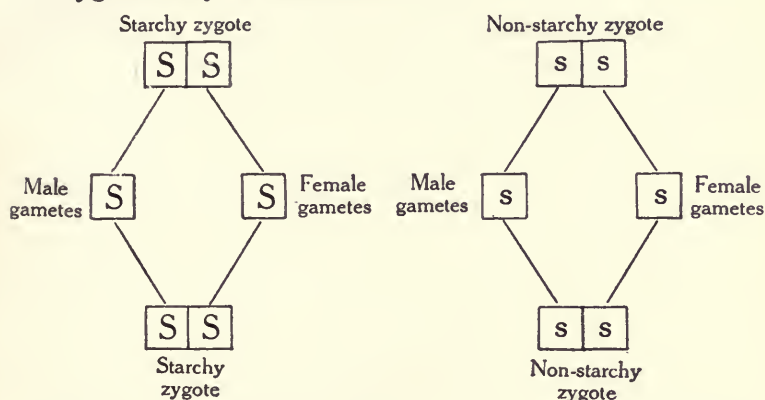 Starchy zygote
S S
Male
gametes
S
S
Female
gametes
S S
Starchy
zygote
Non-starchy zygote
s s
Male
gametes
s
s
Female
gametes
s s
Non-starchy
zygote